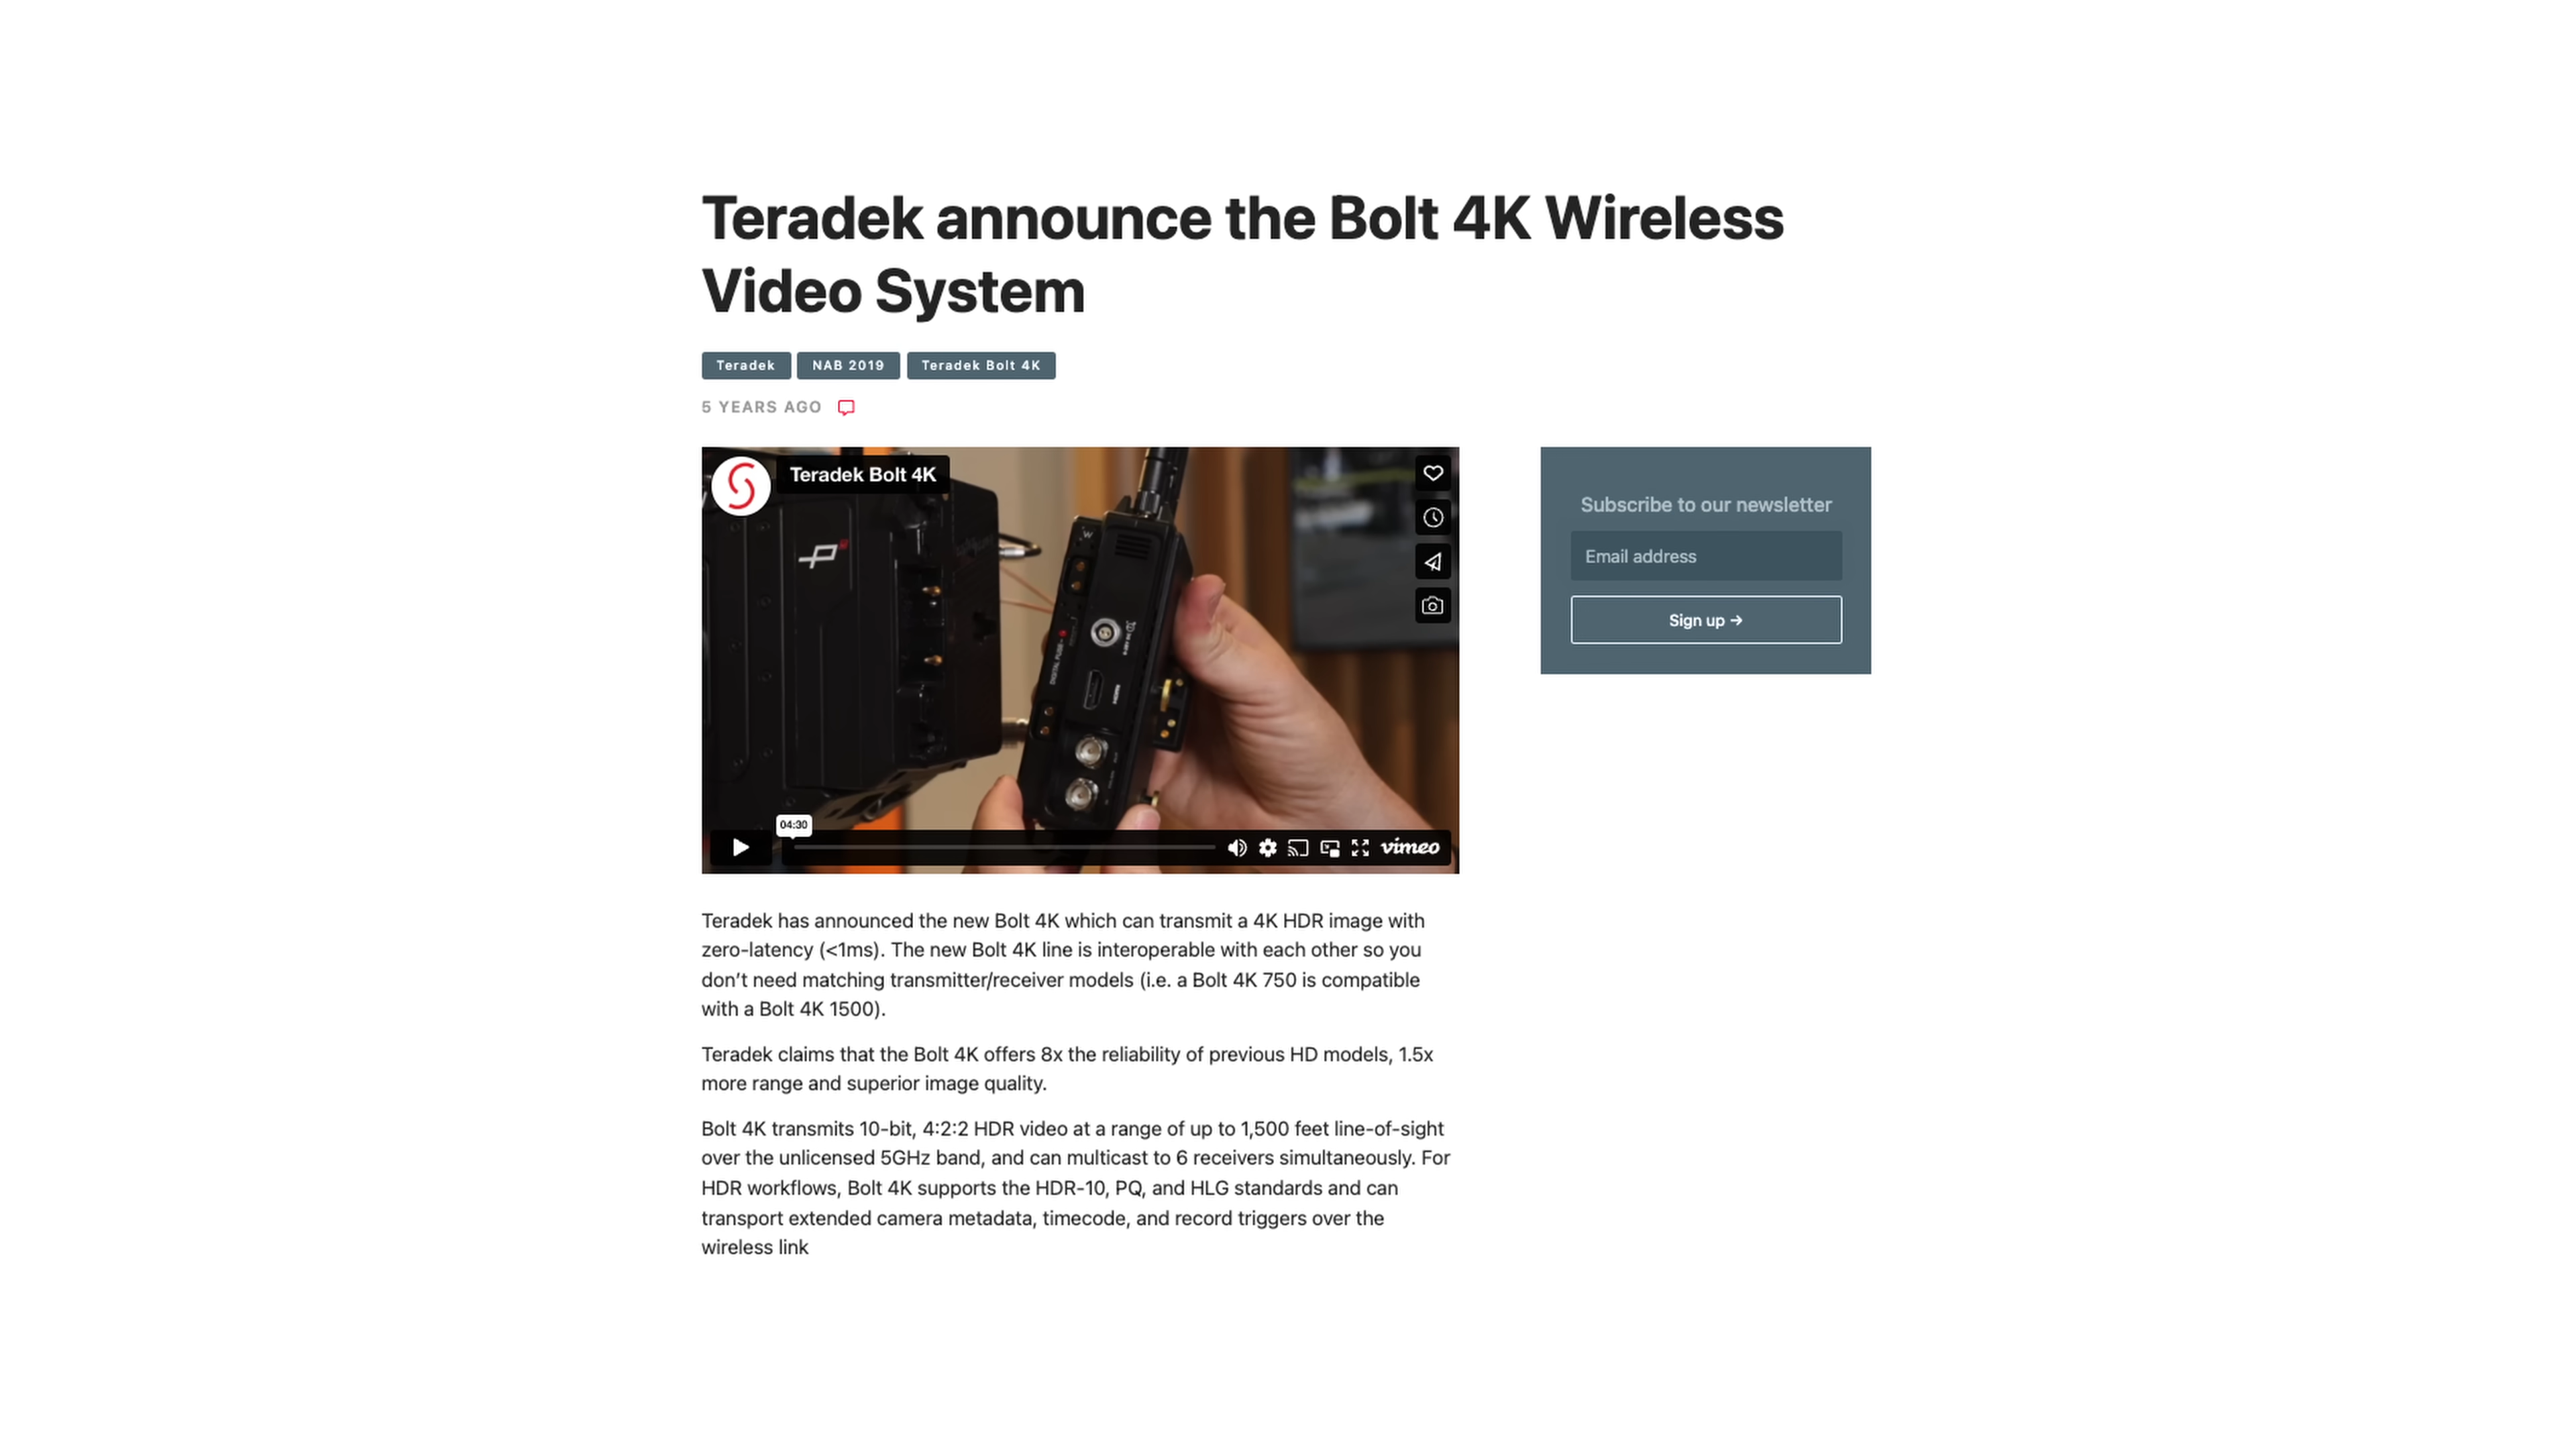 Teradek announce the Bolt 4K Wireless
Video System
Teradek
NAB 2019
Teradek Bolt 4K
5 YEARS AGO
Teradek Bolt 4K
04:30
vimeo
Subscribe to our newsletter
Email address
Sign up →
Teradek has announced the new Bolt 4K which can transmit a 4K HDR image with
zero-latency (<1ms). The new Bolt 4K line is interoperable with each other so you
don’t need matching transmitter/receiver models (i.e. a Bolt 4K 750 is compatible
with a Bolt 4K 1500).
Teradek claims that the Bolt 4K offers 8x the reliability of previous HD models, 1.5x
more range and superior image quality.
Bolt 4K transmits 10-bit, 4:2:2 HDR video at a range of up to 1,500 feet line-of-sight
over the unlicensed 5GHz band, and can multicast to 6 receivers simultaneously. For
HDR workflows, Bolt 4K supports the HDR-10, PQ, and HLG standards and can
transport extended camera metadata, timecode, and record triggers over the
wireless link